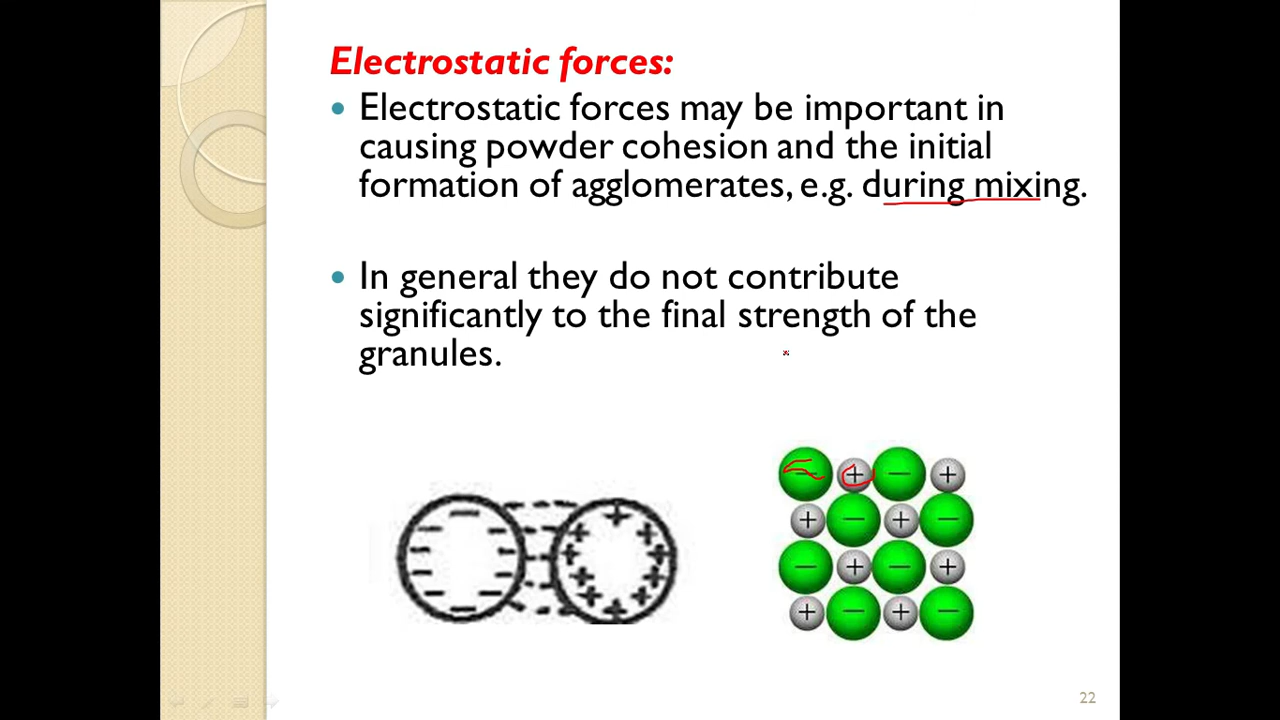 Electrostatic forces:
• Electrostatic forces may be important in
causing powder cohesion and the initial
formation of agglomerates, e.g. during mixing.
• In general they do not contribute
significantly to the final strength of the
granules.
− + − +
+ − + −
− + − +
+ − + −
22